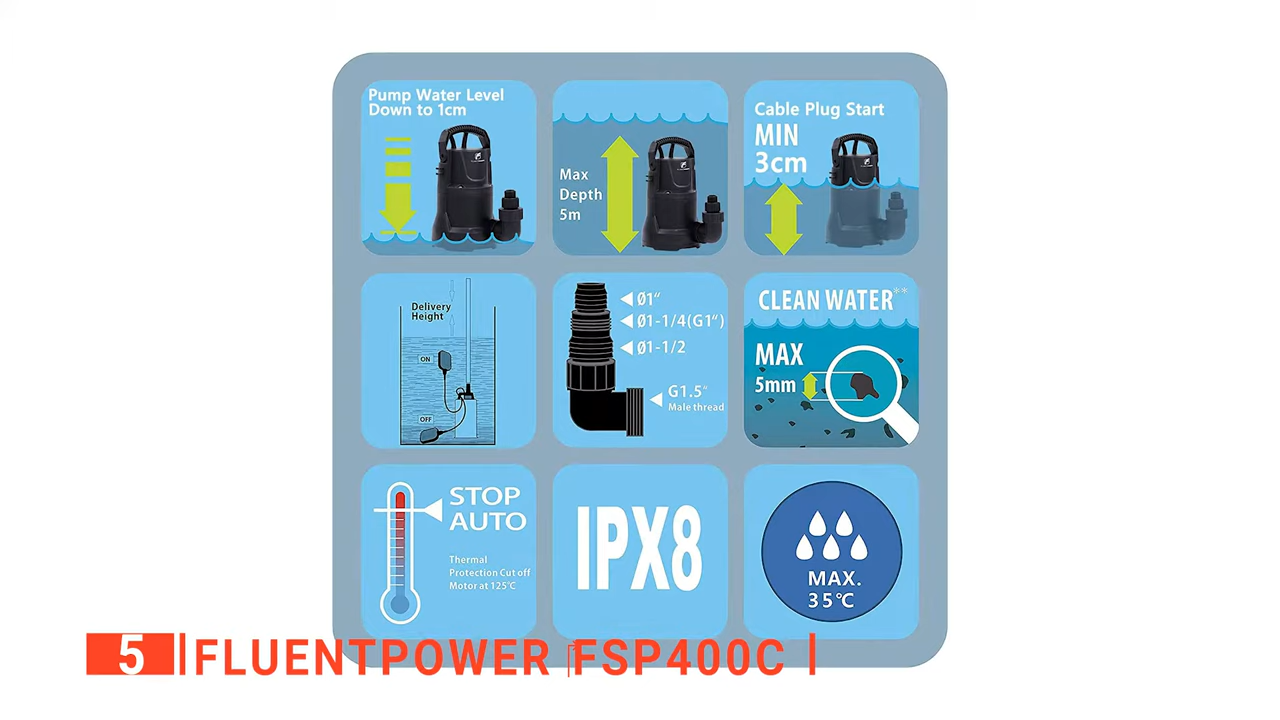 Pump Water Level
Down to 1cm
Max
Depth
5m
Cable Plug Start
MIN
3cm
Delivery
Height
ON
OFF
Ø1"
Ø1-1/4(G1")
Ø1-1/2
G1.5"
Male thread
CLEAN WATER**
MAX
5mm
STOP
AUTO
Thermal
Protection Cut off
Motor at 125°C
IPX8
MAX.
35°C
5 FLUENTPOWER FSP400C